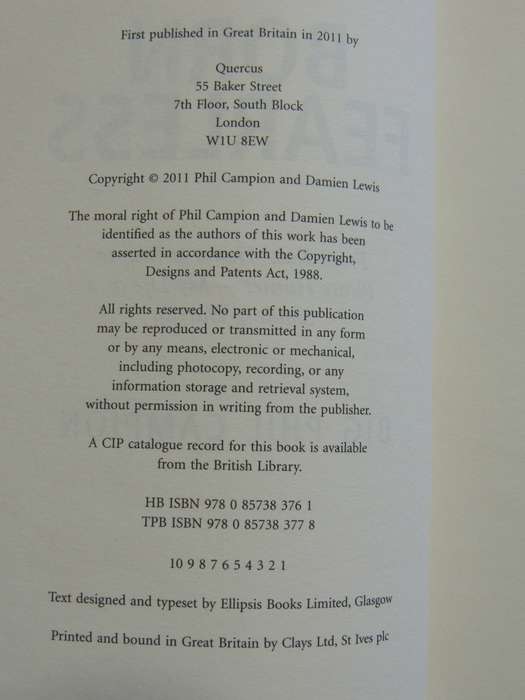 First published in Great Britain in 2011 by
Quercus
55 Baker Street
7th Floor, South Block
London
W1U 8EW
Copyright © 2011 Phil Campion and Damien Lewis
The moral right of Phil Campion and Damien Lewis to be
identified as the authors of this work has been
asserted in accordance with the Copyright,
Designs and Patents Act, 1988.
All rights reserved. No part of this publication
may be reproduced or transmitted in any form
or by any means, electronic or mechanical,
including photocopy, recording, or any
information storage and retrieval system,
without permission in writing from the publisher.
A CIP catalogue record for this book is available
from the British Library.
HB ISBN 978 0 85738 376 1
TPB ISBN 978 0 85738 377 8
10 9 8 7 6 5 4 3 2 1
Text designed and typeset by Ellipsis Books Limited, Glasgow
Printed and bound in Great Britain by Clays Ltd, St Ives plc